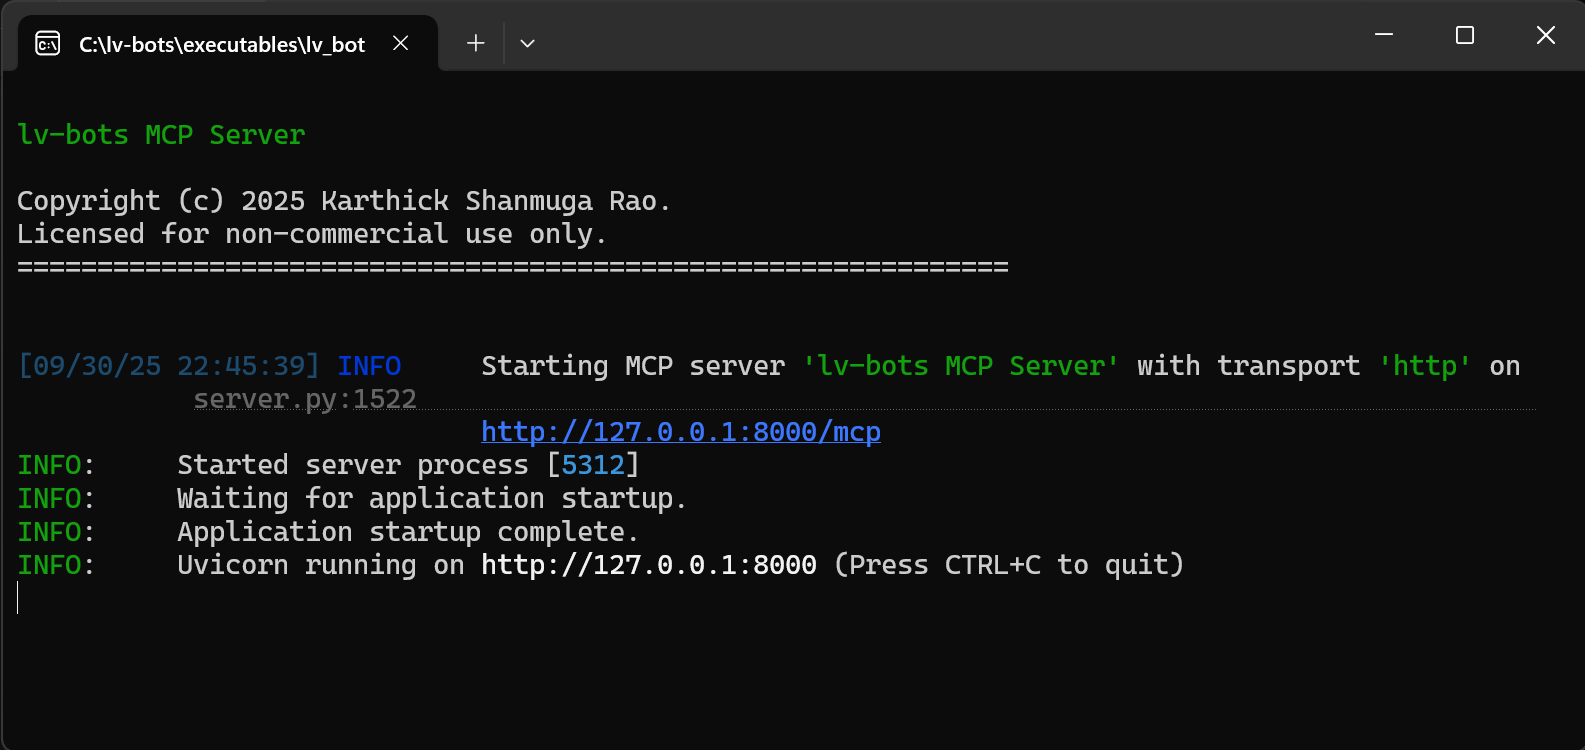 C:\lv-bots\executables\lv_bot
lv-bots MCP Server
Copyright (c) 2025 Karthick Shanmuga Rao.
Licensed for non-commercial use only.
==============================================================
[09/30/25 22:45:39] INFO     Starting MCP server 'lv-bots MCP Server' with transport 'http' on
server.py:1522
http://127.0.0.1:8000/mcp
INFO:     Started server process [5312]
INFO:     Waiting for application startup.
INFO:     Application startup complete.
INFO:     Uvicorn running on http://127.0.0.1:8000 (Press CTRL+C to quit)